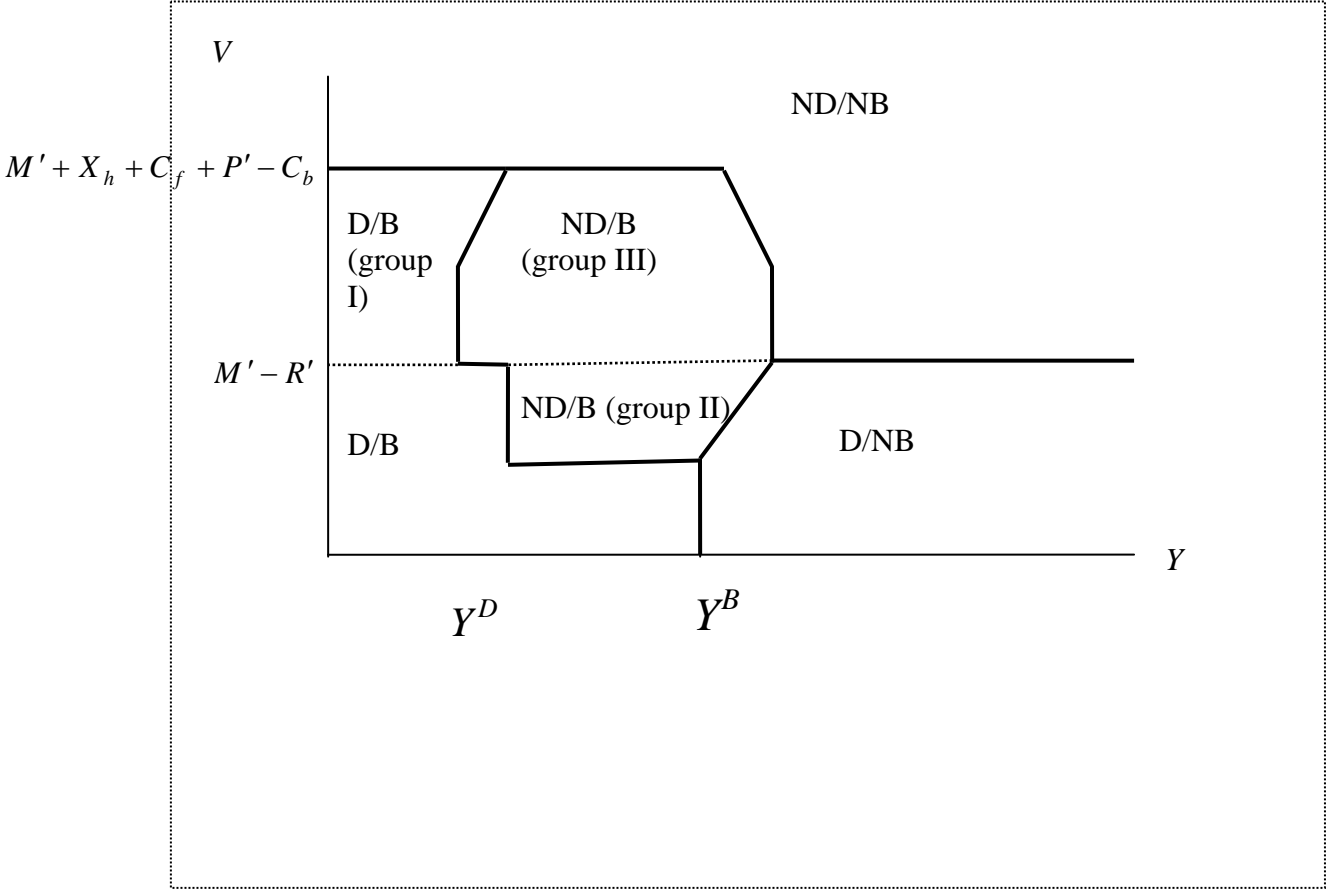 V
ND/NB
M′ + X_h + C_f + P′ − C_b
D/B
(group
I)
ND/B
(group III)
M′ − R′
ND/B (group II)
D/B
D/NB
Y
Y^D
Y^B